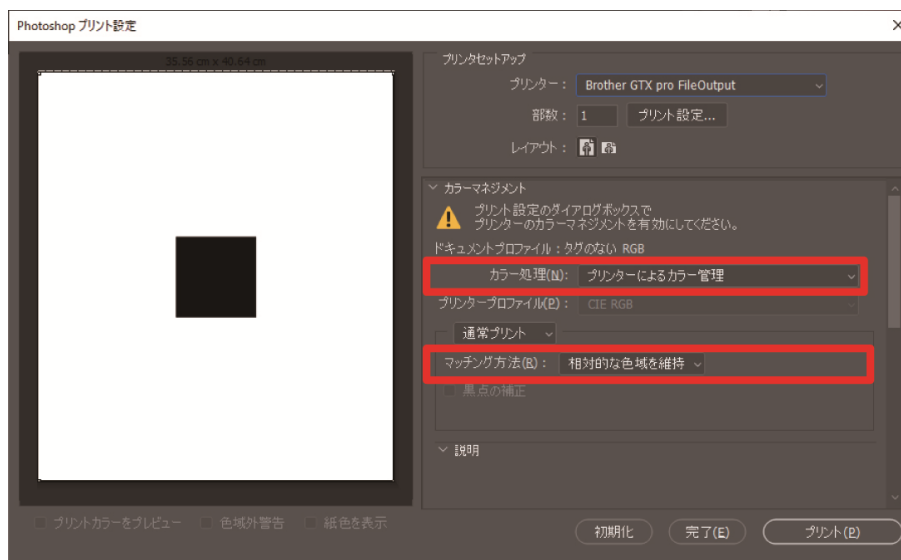 Photoshop プリント設定
35.56 cm x 40.64 cm
プリンタセットアップ
プリンター： Brother GTX pro FileOutput
部数： 1 プリント設定...
レイアウト：
カラーマネジメント
プリント設定のダイアログボックスで
プリンターのカラーマネジメントを有効にしてください。
ドキュメントプロファイル：タグのない RGB
カラー処理(N): プリンターによるカラー管理
プリンタープロファイル(P)： CIE RGB
通常プリント
マッチング方法(R)： 相対的な色域を維持
黒点の補正
説明
プリントカラーをプレビュー 色域外警告 紙色を表示
初期化 完了(E) プリント(P)